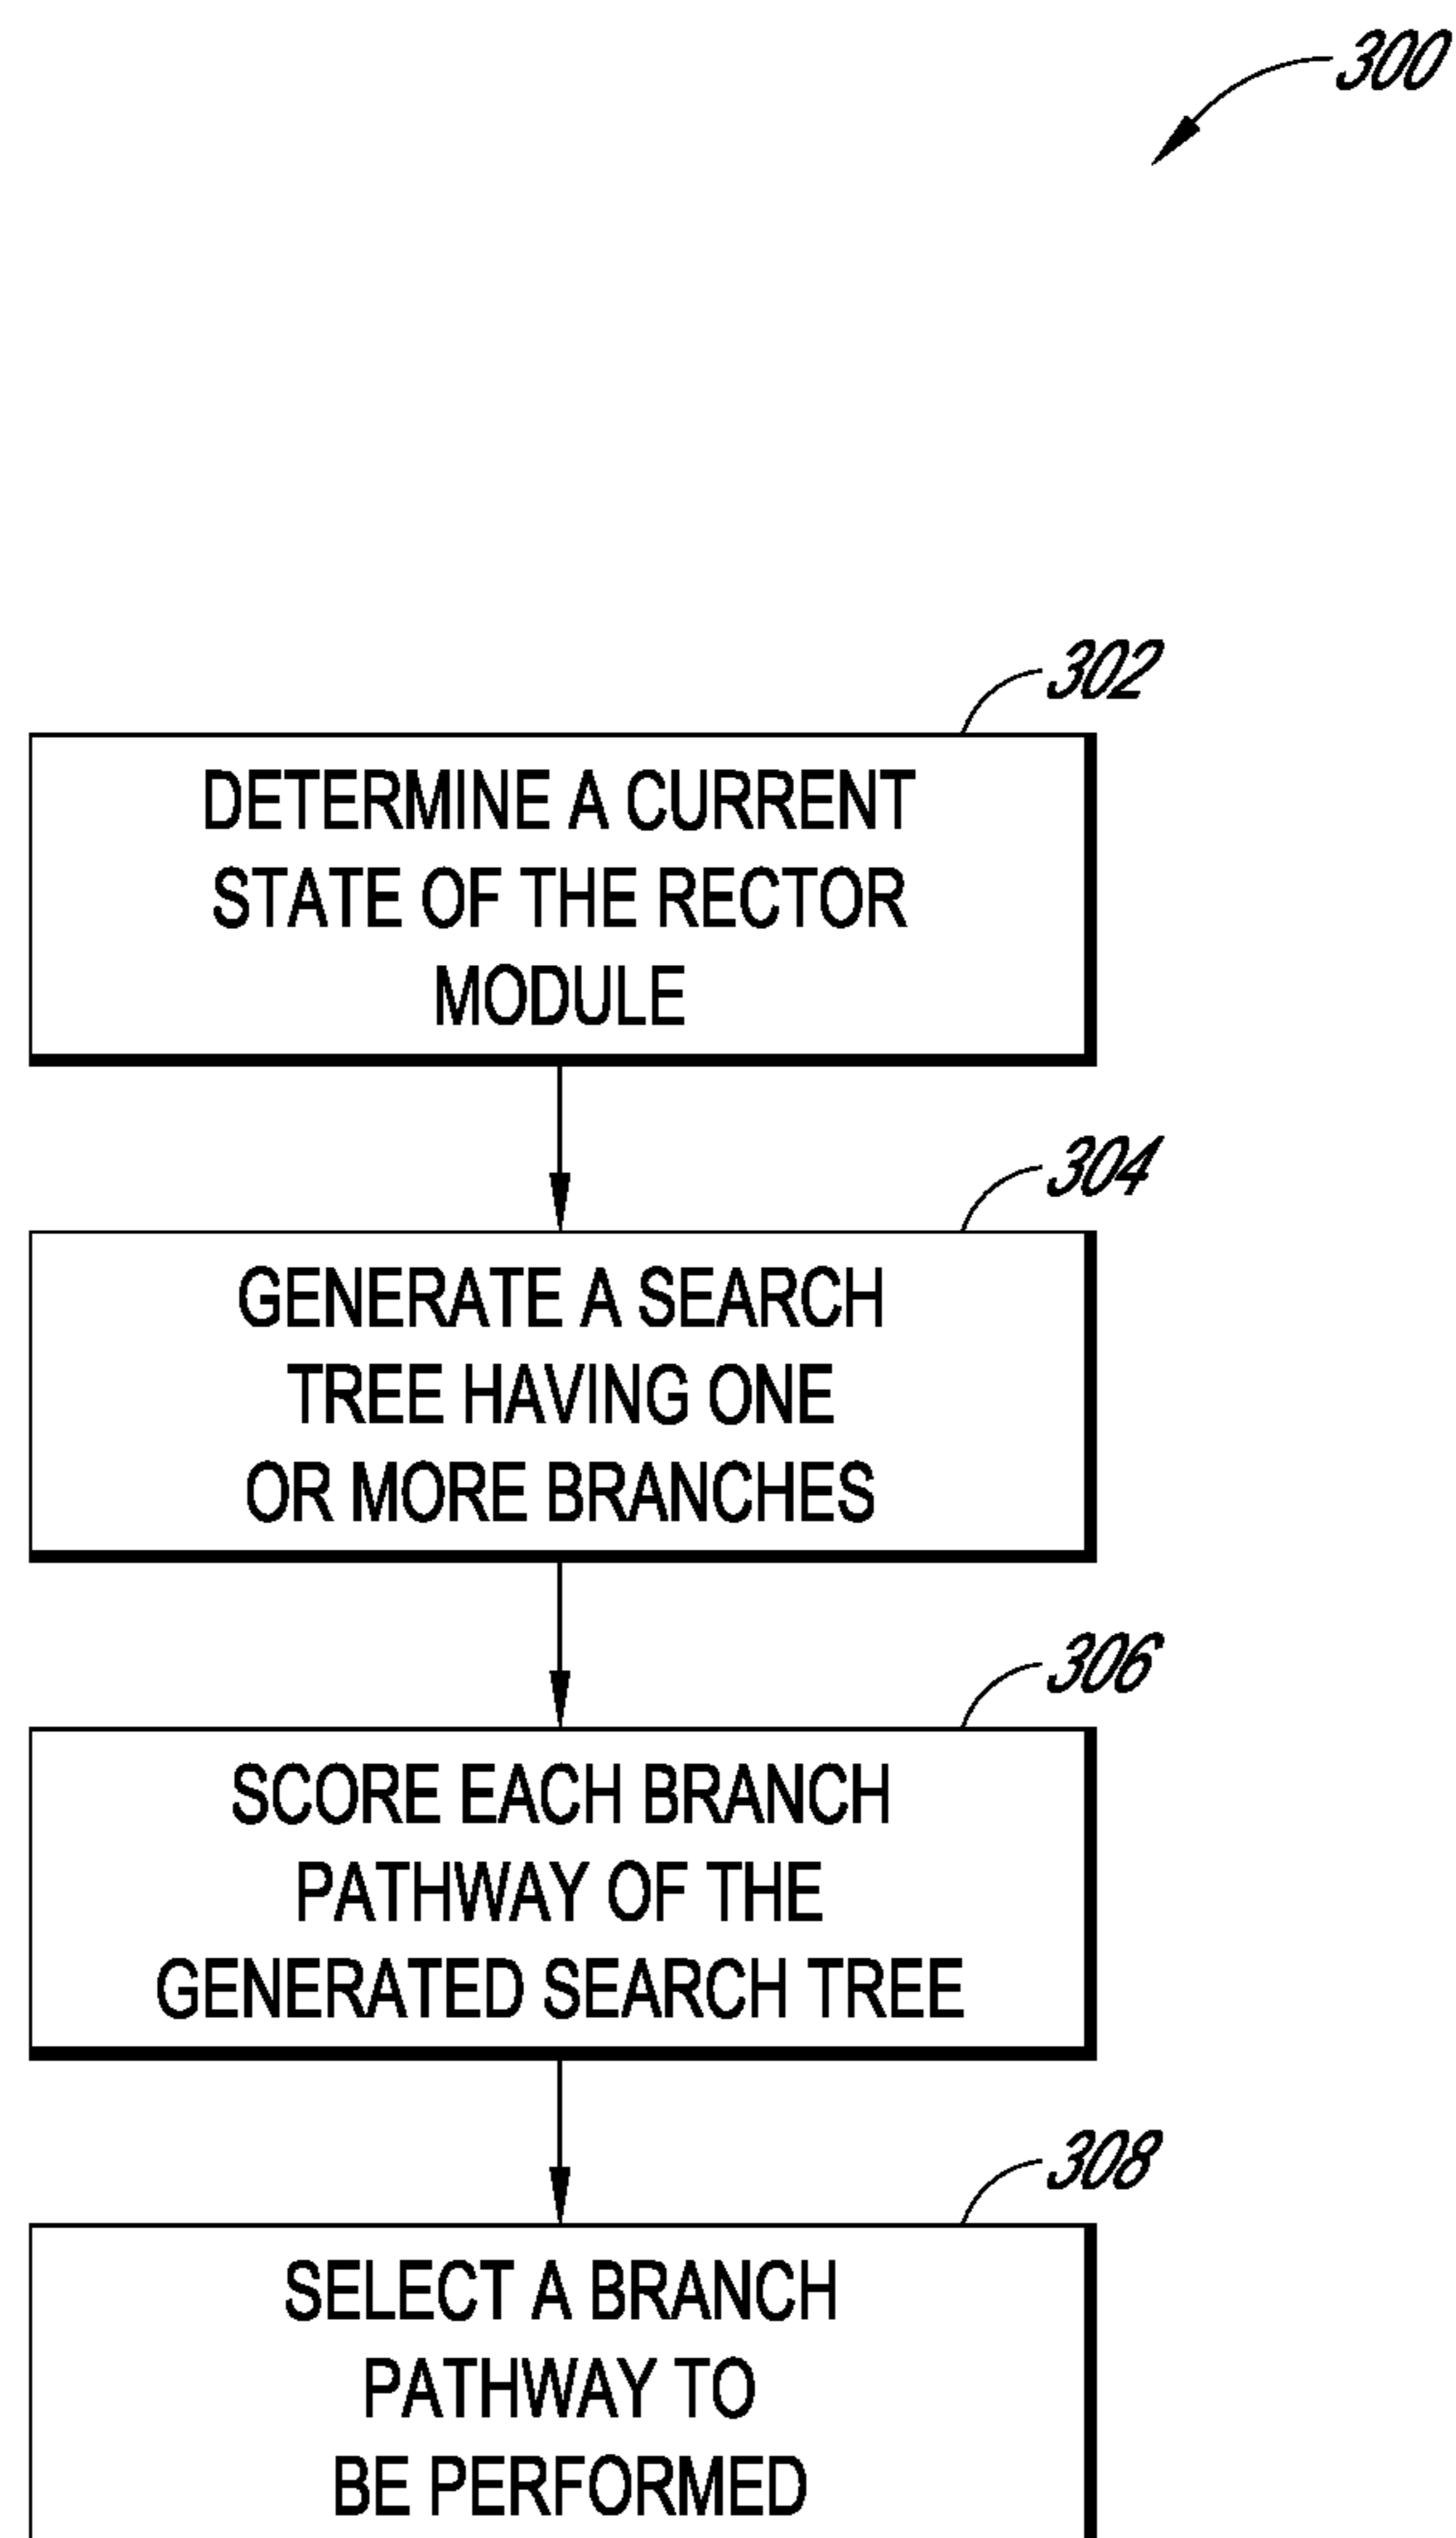 300
302
DETERMINE A CURRENT
STATE OF THE RECTOR
MODULE
304
GENERATE A SEARCH
TREE HAVING ONE
OR MORE BRANCHES
306
SCORE EACH BRANCH
PATHWAY OF THE
GENERATED SEARCH TREE
308
SELECT A BRANCH
PATHWAY TO
BE PERFORMED